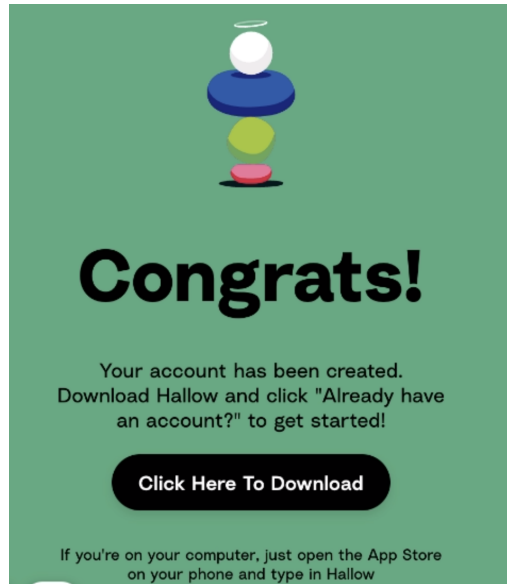 Congrats!
Your account has been created.
Download Hallow and click "Already have
an account?" to get started!
Click Here To Download
If you're on your computer, just open the App Store
on your phone and type in Hallow